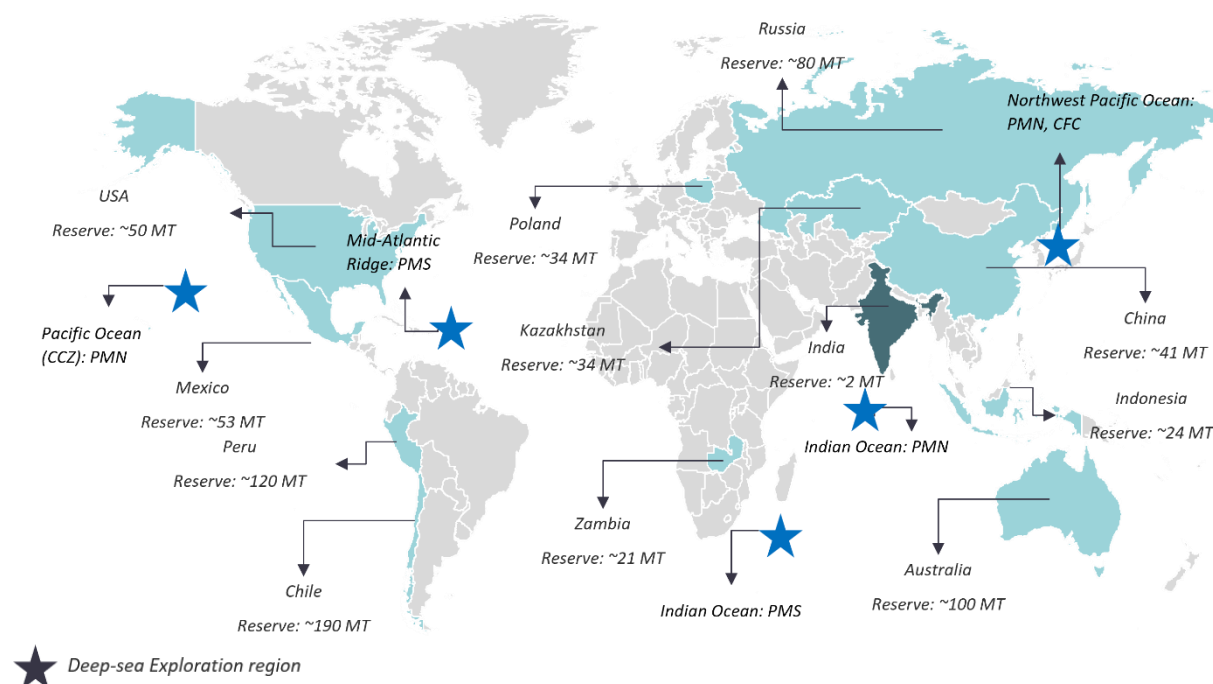 Russia
Reserve: ~80 MT
Northwest Pacific Ocean:
PMN, CFC
USA
Reserve: ~50 MT
Mid-Atlantic
Ridge: PMS
Poland
Reserve: ~34 MT
Pacific Ocean
(CCZ): PMN
Kazakhstan
Reserve: ~34 MT
India
Reserve: ~2 MT
China
Reserve: ~41 MT
Mexico
Reserve: ~53 MT
Indonesia
Reserve: ~24 MT
Peru
Reserve: ~120 MT
Indian Ocean: PMN
Zambia
Reserve: ~21 MT
Chile
Reserve: ~190 MT
Indian Ocean: PMS
Australia
Reserve: ~100 MT
Deep-sea Exploration region